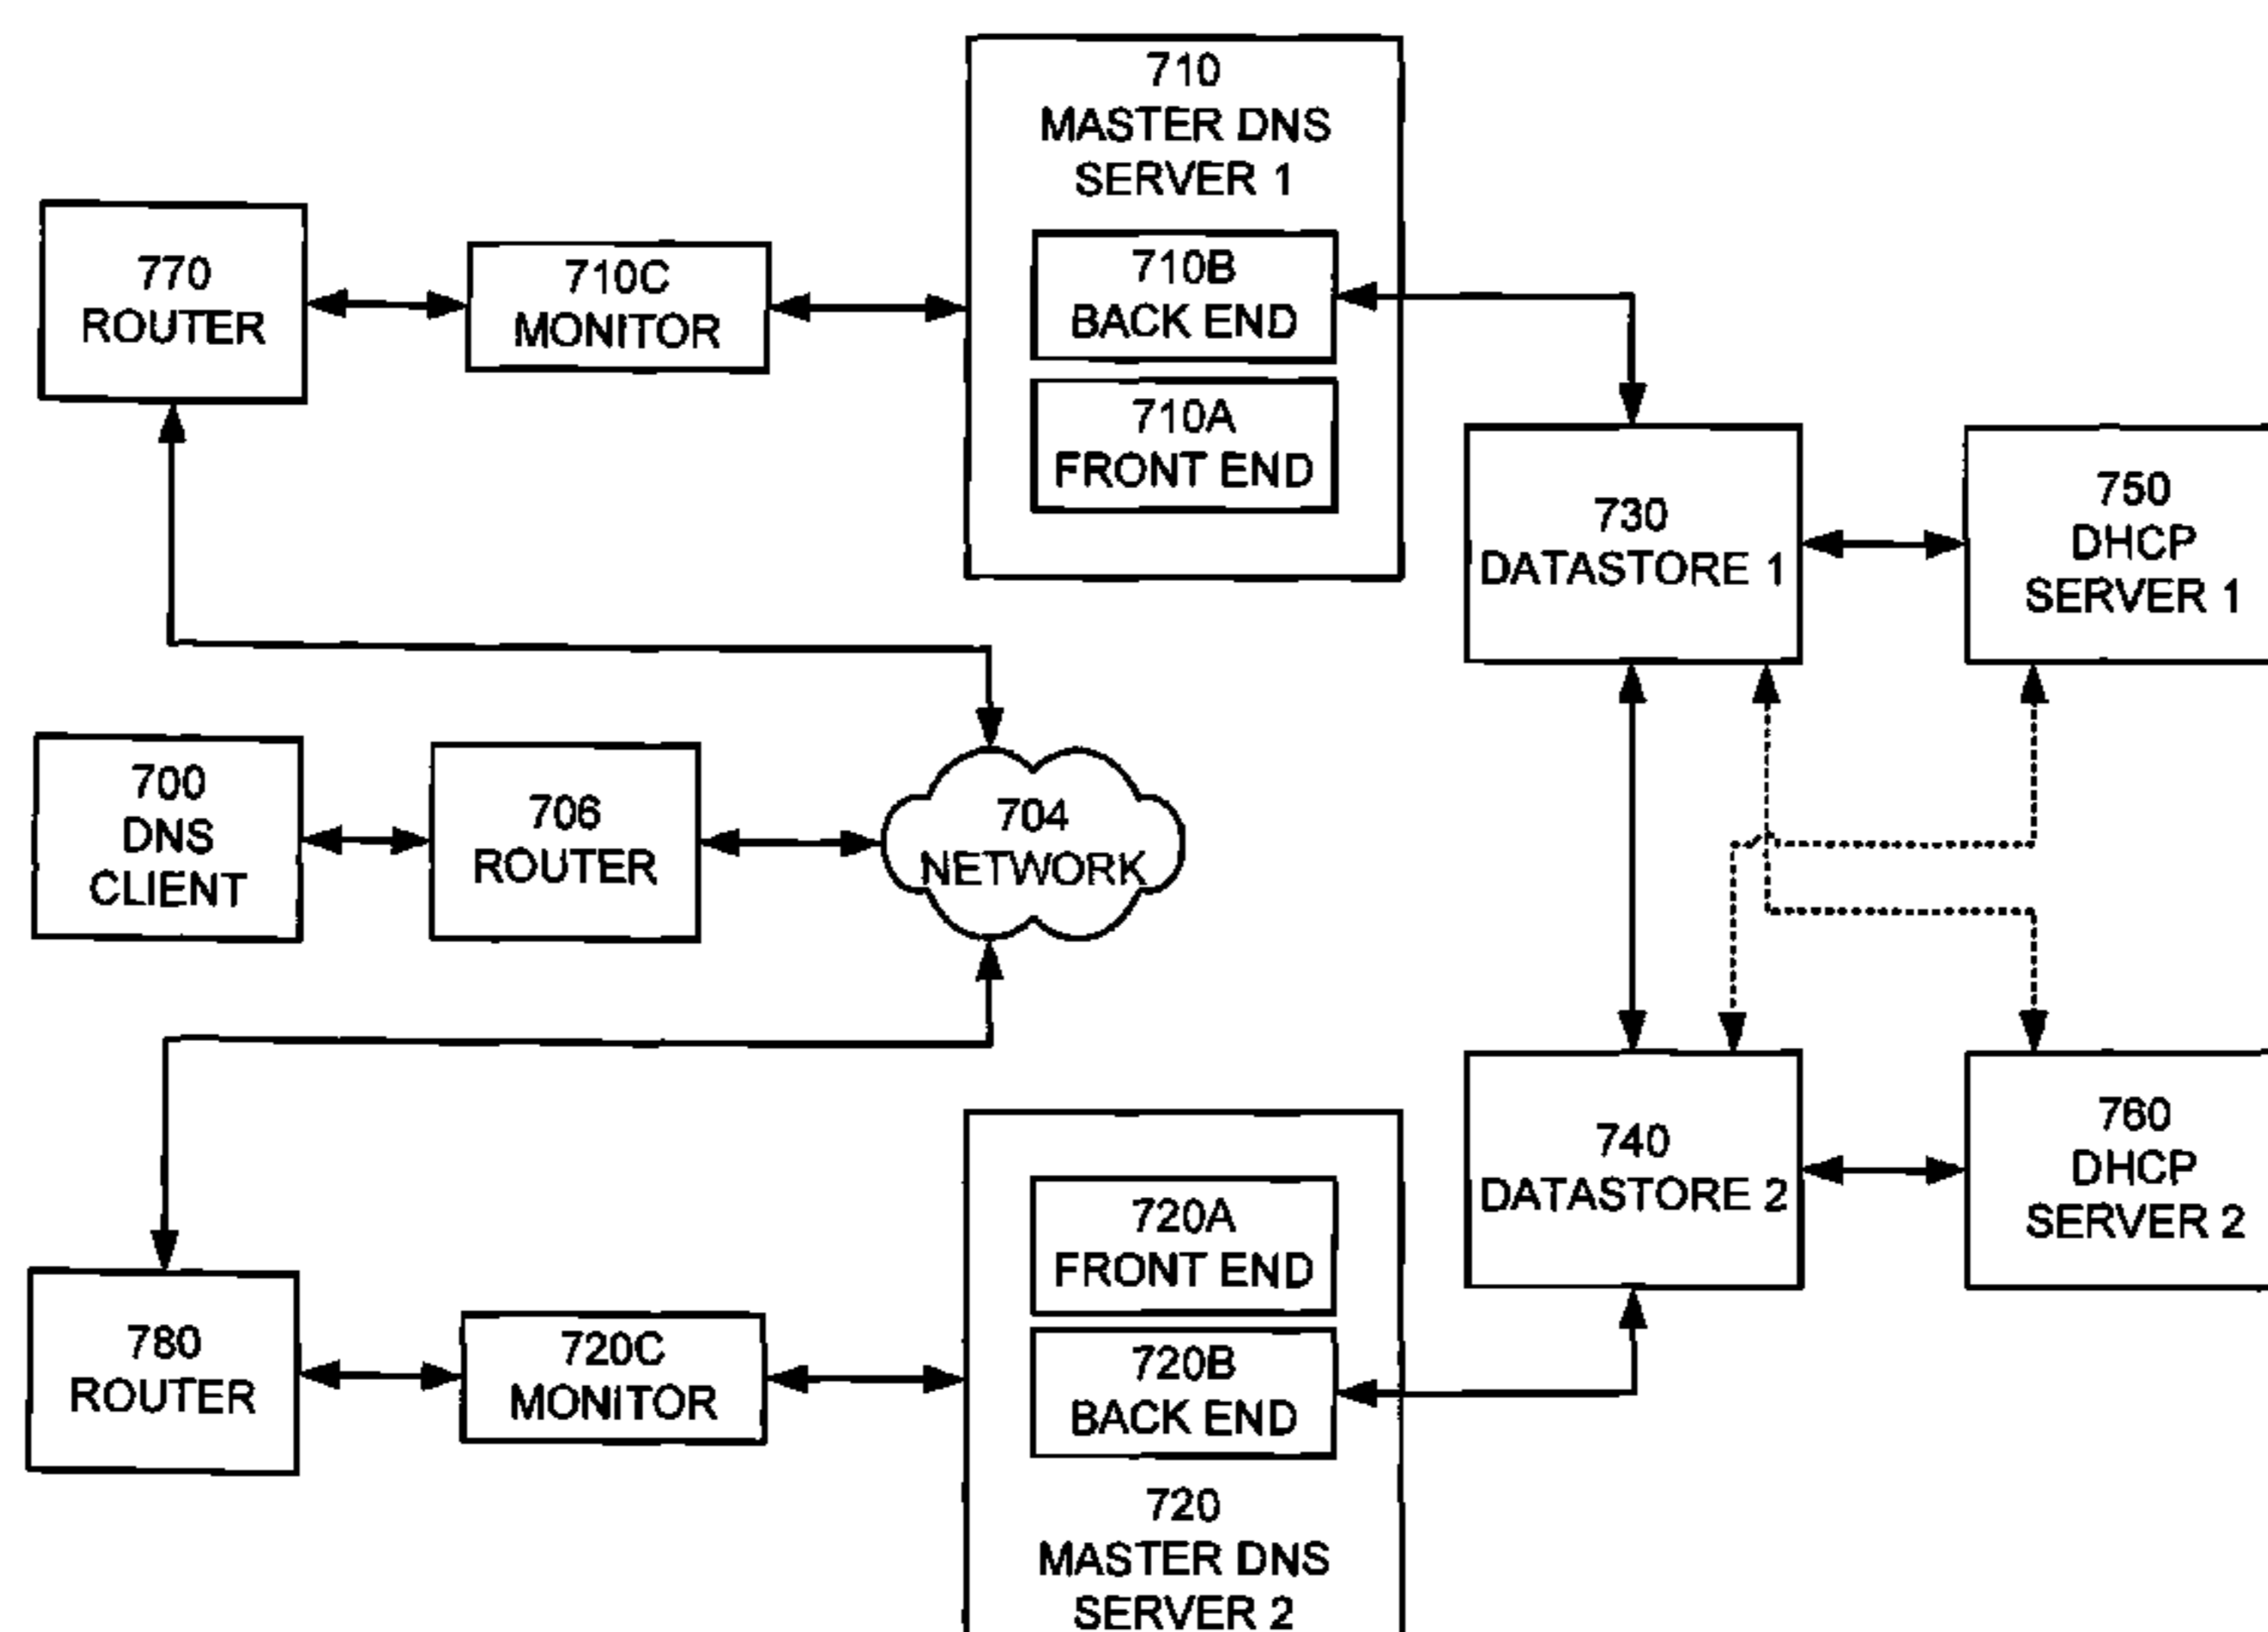 710
MASTER DNS
SERVER 1
770
ROUTER
710C
MONITOR
710B
BACK END
710A
FRONT END
730
DATASTORE 1
750
DHCP
SERVER 1
700
DNS
CLIENT
706
ROUTER
704
NETWORK
740
DATASTORE 2
760
DHCP
SERVER 2
720A
FRONT END
780
ROUTER
720C
MONITOR
720B
BACK END
720
MASTER DNS
SERVER 2